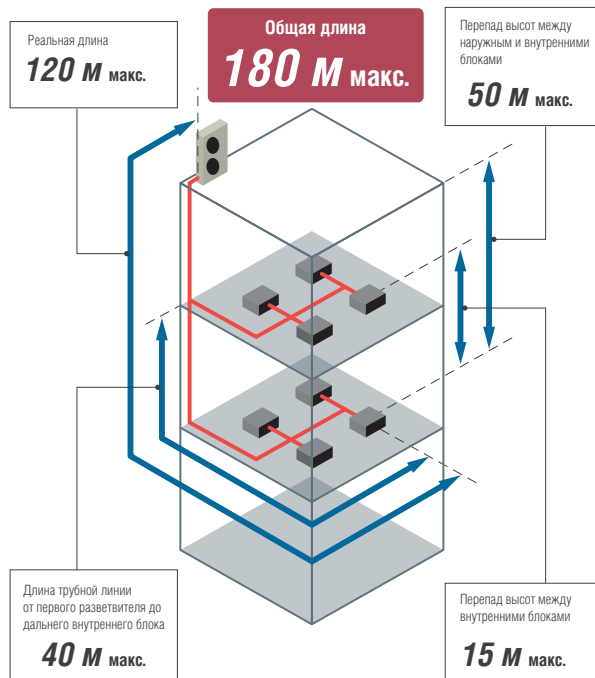 Реальная длина
120 м макс.
Общая длина
180 м макс.
Перепад высот между
наружным и внутренними
блоками
50 м макс.
Длина трубной линии
от первого разветвителя до
дальнего внутреннего блока
40 м макс.
Перепад высот между
внутренними блоками
15 м макс.